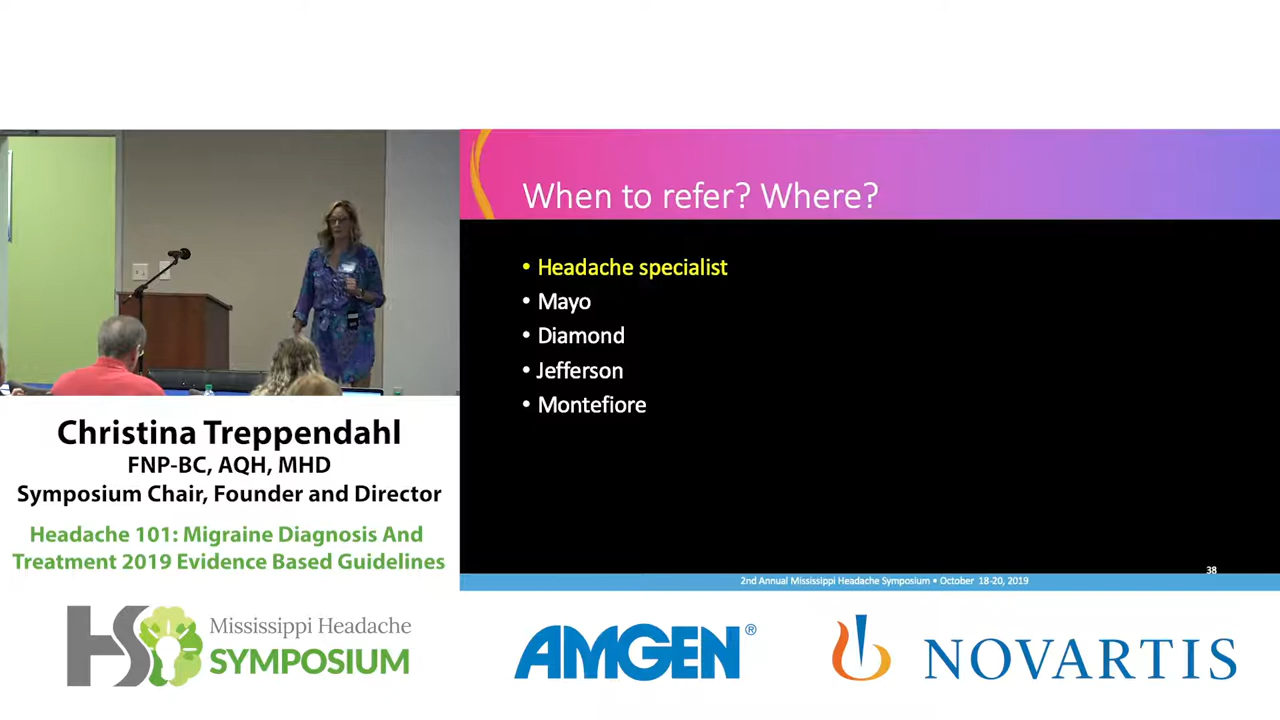 When to refer? Where?
• Headache specialist
• Mayo
• Diamond
• Jefferson
• Montefiore
38
2nd Annual Mississippi Headache Symposium • October 18-20, 2019
Christina Treppendahl
FNP-BC, AQH, MHD
Symposium Chair, Founder and Director
Headache 101: Migraine Diagnosis And
Treatment 2019 Evidence Based Guidelines
HS
Mississippi Headache
SYMPOSIUM
AMGEN®
NOVARTIS